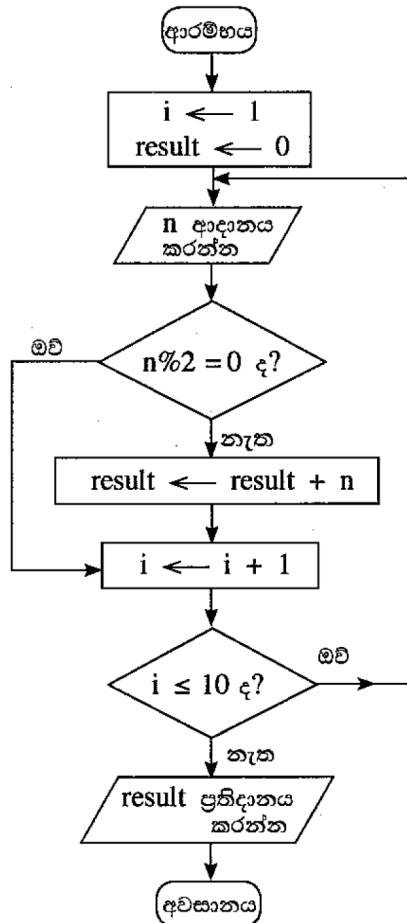 ආරම්භය
i ← 1
result ← 0
n ආදානය
කරන්න
n%2 = 0 ද?
ඔව්
නැත
result ← result + n
i ← i + 1
i ≤ 10 ද?
ඔව්
නැත
result ප්‍රතිදානය
කරන්න
අවසානය